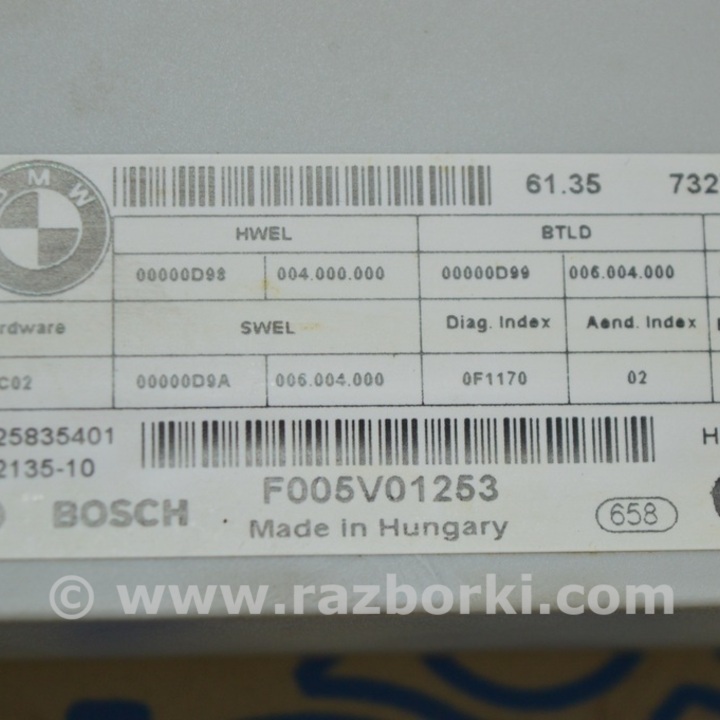 BMW
61.35 732
HWEL BTLD
00000D98 004.000.000 00000D99 006.004.000
rdware SWEL Diag. Index Aend. Index
C02 00000D9A 006.004.000 0F1170 02
25835401 H
2135-10 F005V01253
BOSCH Made in Hungary 658
© www.razborki.com